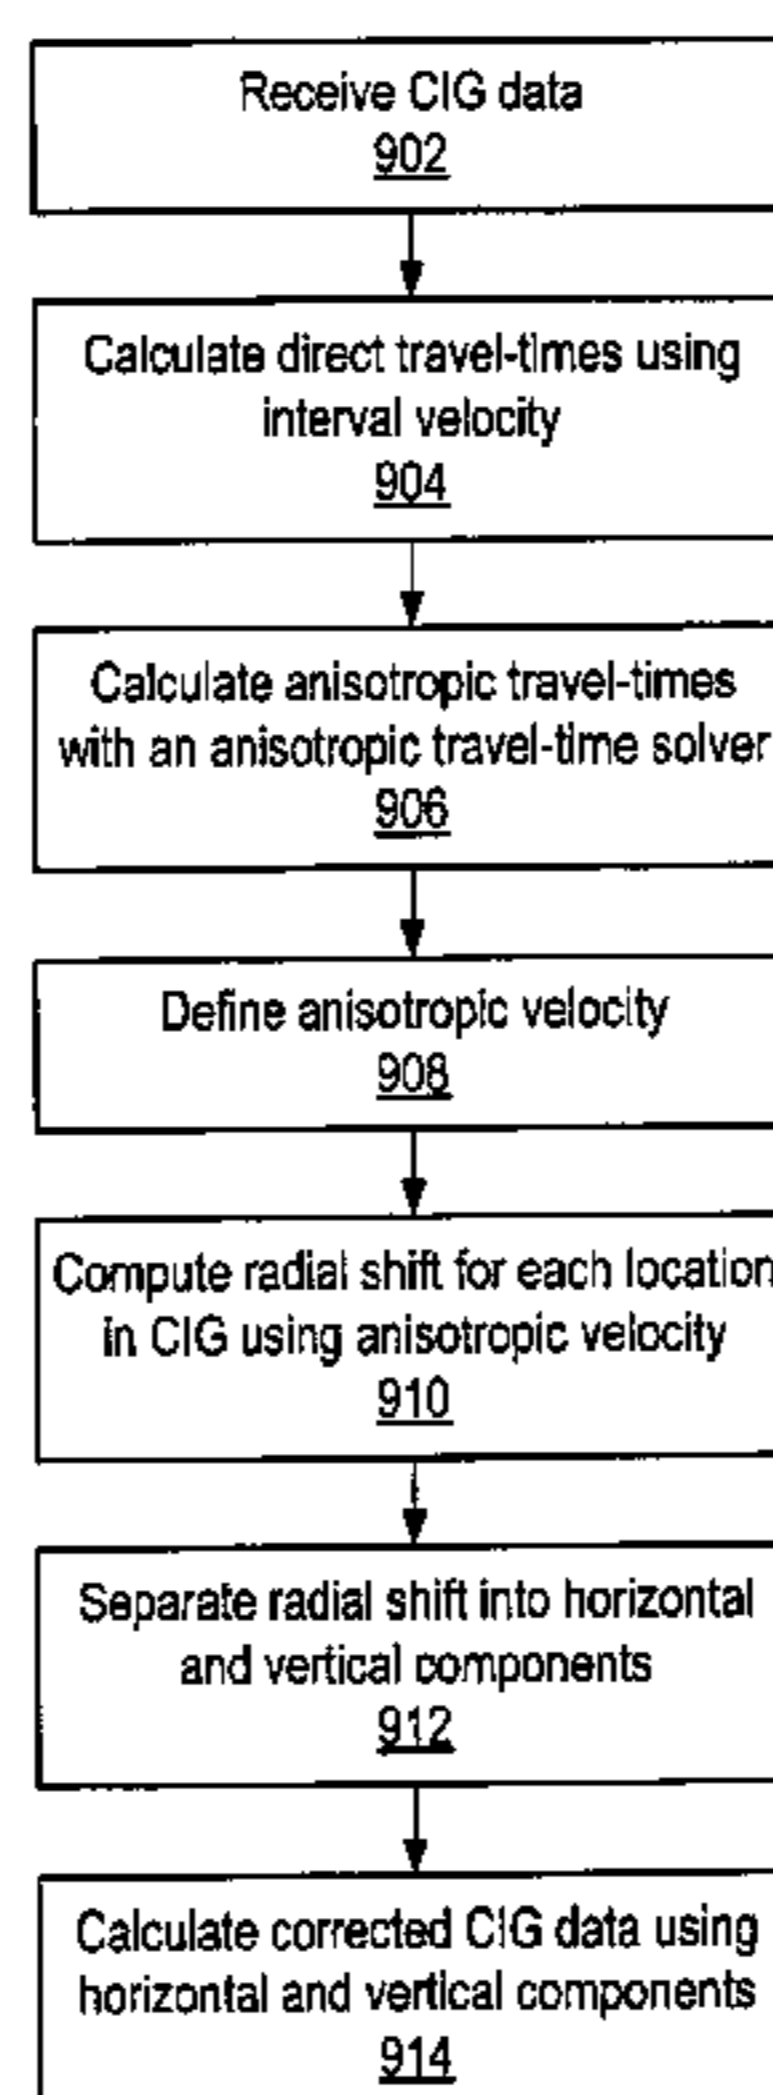 Receive CIG data
902
Calculate direct travel-times using
interval velocity
904
Calculate anisotropic travel-times
with an anisotropic travel-time solver
906
Define anisotropic velocity
908
Compute radial shift for each location
in CIG using anisotropic velocity
910
Separate radial shift into horizontal
and vertical components
912
Calculate corrected CIG data using
horizontal and vertical components
914